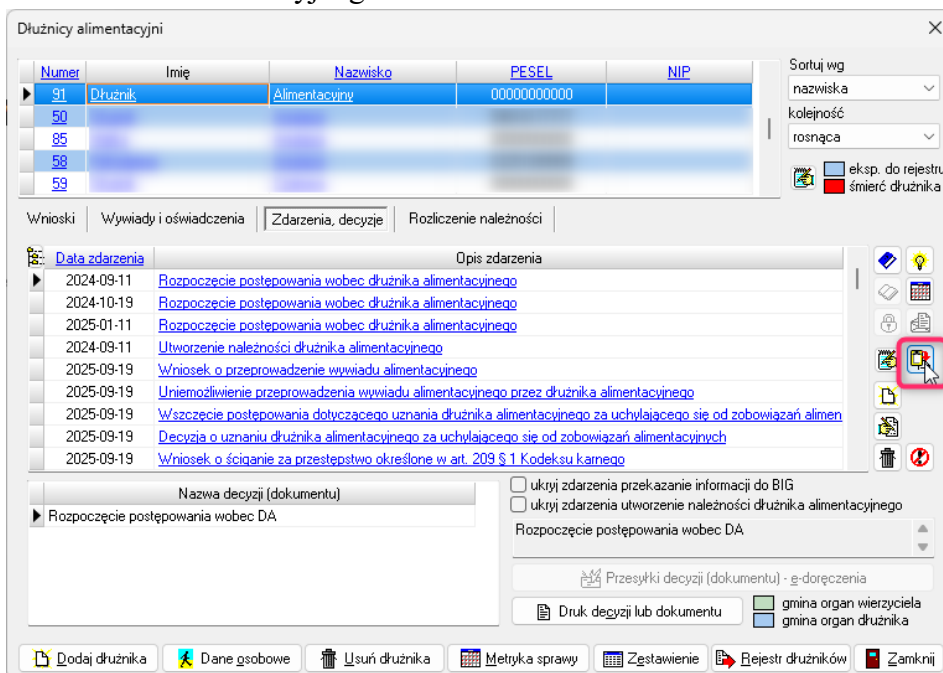 Dłużnicy alimentacyjni
Numer Imię Nazwisko PESEL NIP
91 Dłużnik Alimentacyjny 00000000000
50
85
58
59
Sortuj wg
nazwiska
kolejność
rosnąca
eksp. do rejestru
śmierć dłużnika
Wnioski Wywiady i oświadczenia Zdarzenia, decyzje Rozliczenie należności
Data zdarzenia Opis zdarzenia
2024-09-11 Rozpoczęcie postępowania wobec dłużnika alimentacyjnego
2024-10-19 Rozpoczęcie postępowania wobec dłużnika alimentacyjnego
2025-01-11 Rozpoczęcie postępowania wobec dłużnika alimentacyjnego
2024-09-11 Utworzenie należności dłużnika alimentacyjnego
2025-09-19 Wniosek o przeprowadzenie wywiadu alimentacyjnego
2025-09-19 Uniemożliwienie przeprowadzenia wywiadu alimentacyjnego przez dłużnika alimentacyjnego
2025-09-19 Wszczęcie postępowania dotyczacego uznania dłużnika alimentacyjnego za uchylającego się od zobowiązań alimen
2025-09-19 Decyzja o uznaniu dłużnika alimentacyjnego za uchylającego się od zobowiązań alimentacyjnych
2025-09-19 Wniosek o ściganie za przestępstwo określone w art. 209 § 1 Kodeksu karnego
Nazwa decyzji (dokumentu)
Rozpoczęcie postępowania wobec DA
ukryj zdarzenia przekazanie informacji do BIG
ukryj zdarzenia utworzenie należności dłużnika alimentacyjnego
Rozpoczęcie postępowania wobec DA
Przesyłki decyzji (dokumentu) - e-doręczenia
Druk decyzji lub dokumentu
gmina organ wierzyciela
gmina organ dłużnika
Dodaj dłużnika Dane osobowe Usuń dłużnika Metryka sprawy Zestawienie Rejestr dłużników Zamknij